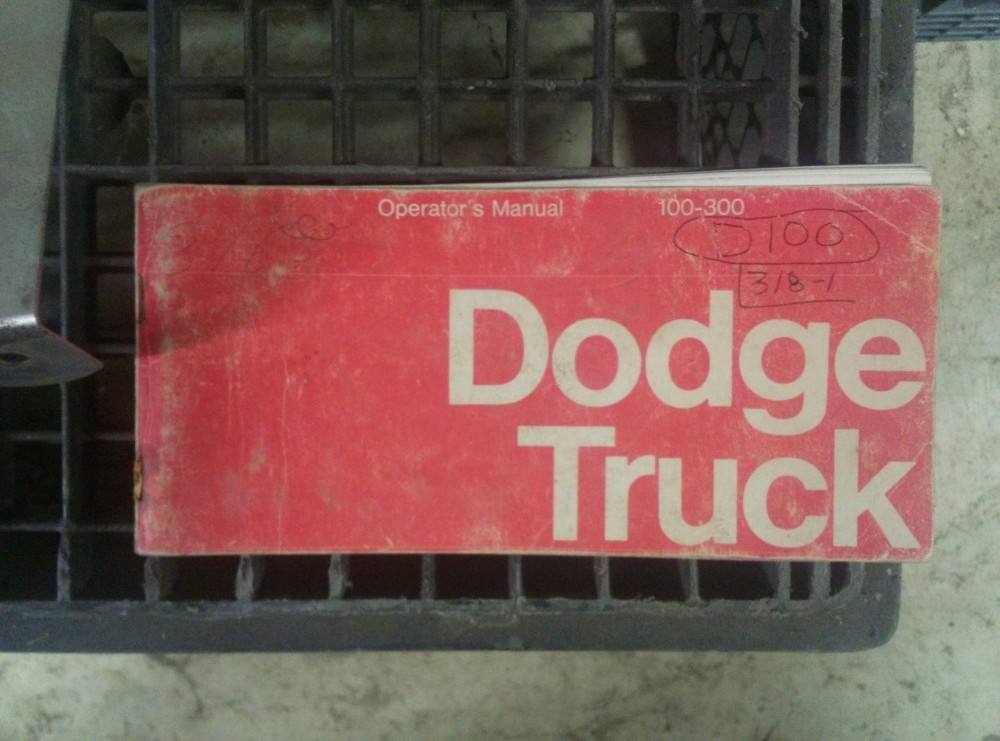 Operator's Manual 100-300
D100
318-1
Dodge
Truck